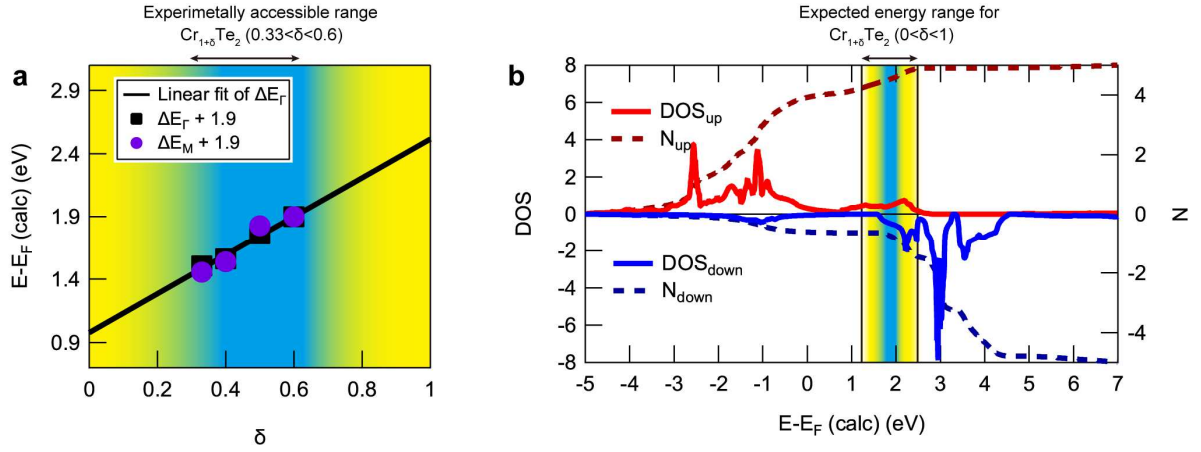 Experimetally accessible range
Cr1+δTe2 (0.33<δ<0.6)
Expected energy range for
Cr1+δTe2 (0<δ<1)
a
E-EF (calc) (eV)
2.9
2.4
1.9
1.4
0.9
Linear fit of ΔEΓ
ΔEΓ + 1.9
ΔEM + 1.9
0 0.2 0.4 0.6 0.8 1
δ
b
DOS
8
6
4
2
0
-2
-4
-6
-8
DOSup
Nup
DOSdown
Ndown
4
2
0
-2
-4
N
-5 -4 -3 -2 -1 0 1 2 3 4 5 6 7
E-EF (calc) (eV)